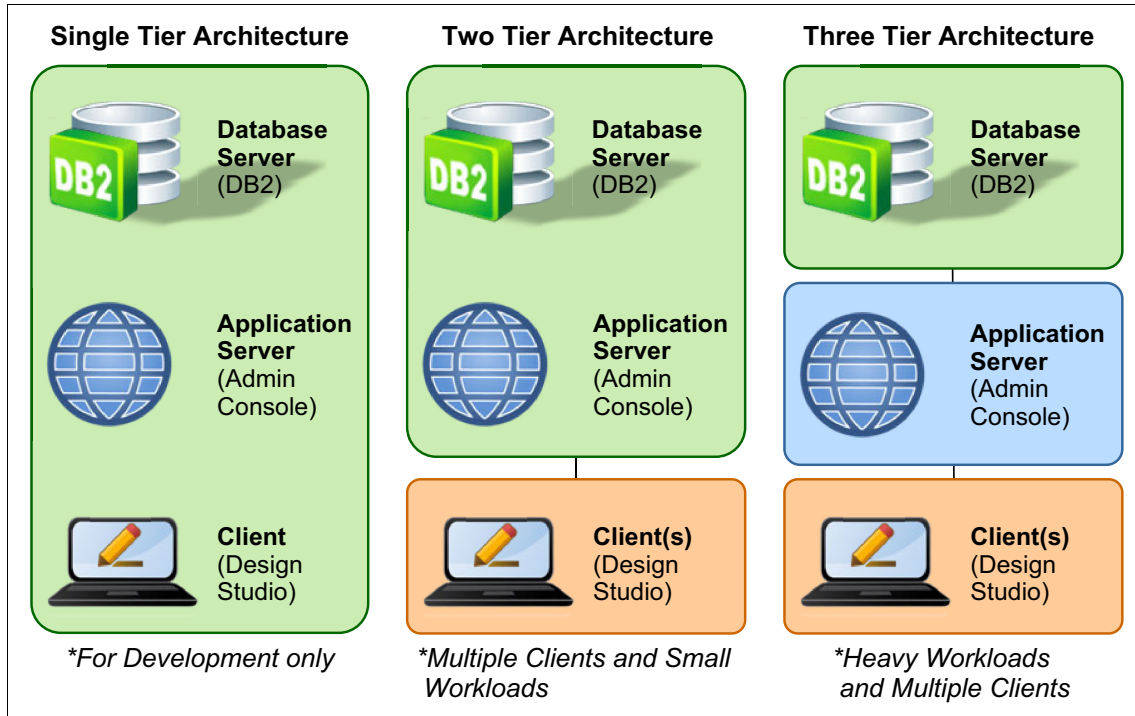 Single Tier Architecture
Database
Server
(DB2)
DB2
Application
Server
(Admin
Console)
Client
(Design
Studio)
*For Development only
Two Tier Architecture
Database
Server
(DB2)
DB2
Application
Server
(Admin
Console)
Client(s)
(Design
Studio)
*Multiple Clients and Small
Workloads
Three Tier Architecture
Database
Server
(DB2)
DB2
Application
Server
(Admin
Console)
Client(s)
(Design
Studio)
*Heavy Workloads
and Multiple Clients